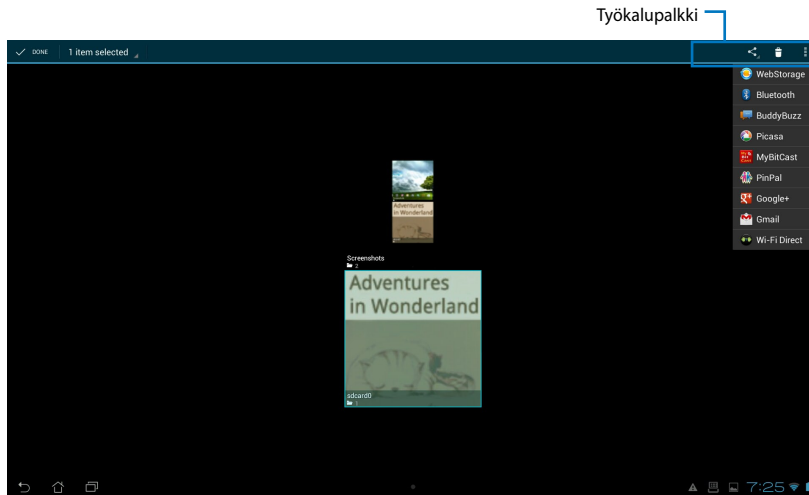 Työkalupalkki
DONE 1 item selected
WebStorage
Bluetooth
BuddyBuzz
Picasa
MyBitCast
PinPal
Google+
Gmail
Wi-Fi Direct
Adventures
in Wonderland
Screenshots
2
Adventures
in Wonderland
sdcard0
1
7:25